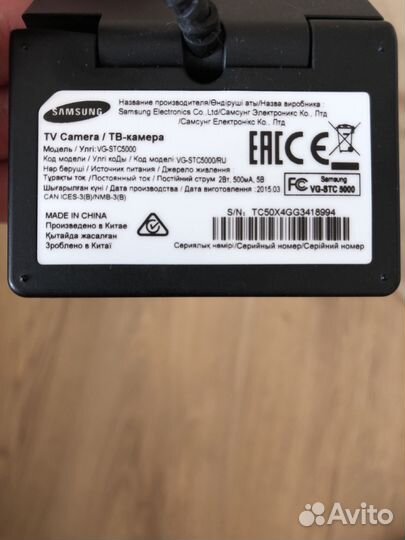 SAMSUNG
Название производителя/Өндіруші аты/Назва виробника :
Samsung Electronics Co.,Ltd/Самсунг Электроникс Ко., Лтд
/Самсунг Електронікс Ко., Лтд
TV Camera / ТВ-камера
Модель / Үлгі: VG-STC5000
Код модели / Үлгі коды / Код моделі VG-STC5000/RU
Нәр беруші / Источник питания / Джерело живлення
Тұрақты ток / Постоянный ток / Постійний струм 2Вт, 500мА, 5В
Шығарылған күні / Дата производства / Дата виготовлення : 2015.03
CAN ICES-3(B)/NMB-3(B)
EAC CE
FC Samsung
VG-STC 5000
MADE IN CHINA
Произведено в Китае
Қытайда жасалған
Зроблено в Китаї
S/N: TC50X4GG3418994
Сериялық нөмірі/Серийный номер/Серійний номер
Avito